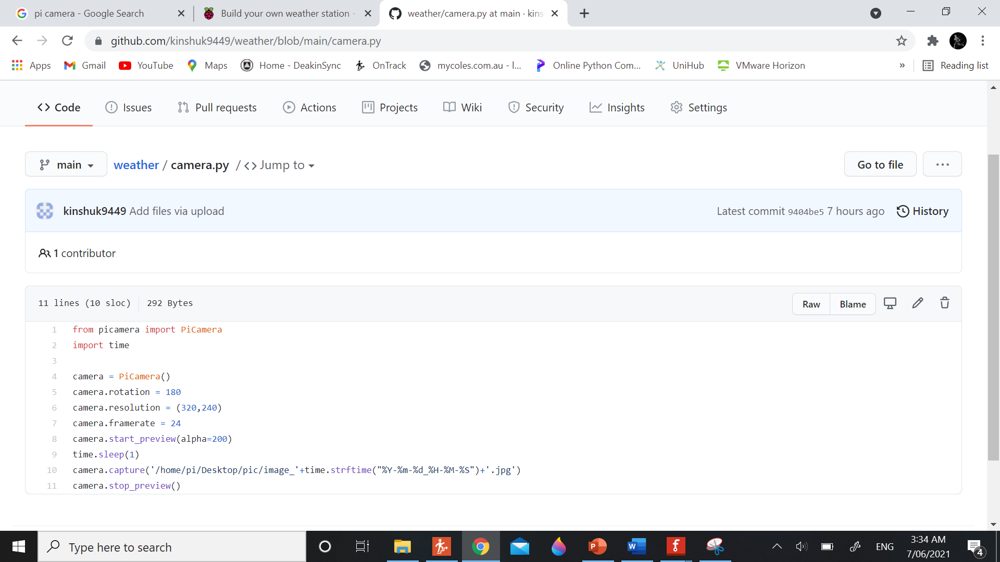 pi camera - Google Search
Build your own weather station -
weather/camera.py at main · kins
github.com/kinshuk9449/weather/blob/main/camera.py
Apps
Gmail
YouTube
Maps
Home - DeakinSync
OnTrack
mycoles.com.au - l...
Online Python Com...
UniHub
VMware Horizon
»
Reading list
Code
Issues
Pull requests
Actions
Projects
Wiki
Security
Insights
Settings
main
weather / camera.py / <> Jump to
Go to file
...
kinshuk9449 Add files via upload
Latest commit 9404be5 7 hours ago
History
1 contributor
11 lines (10 sloc)
292 Bytes
Raw
Blame
1 from picamera import PiCamera
2 import time
3
4 camera = PiCamera()
5 camera.rotation = 180
6 camera.resolution = (320,240)
7 camera.framerate = 24
8 camera.start_preview(alpha=200)
9 time.sleep(1)
10 camera.capture('/home/pi/Desktop/pic/image_'+time.strftime("%Y-%m-%d_%H-%M-%S")+'.jpg')
11 camera.stop_preview()
Type here to search
P
W
f
ENG
3:34 AM
7/06/2021
4